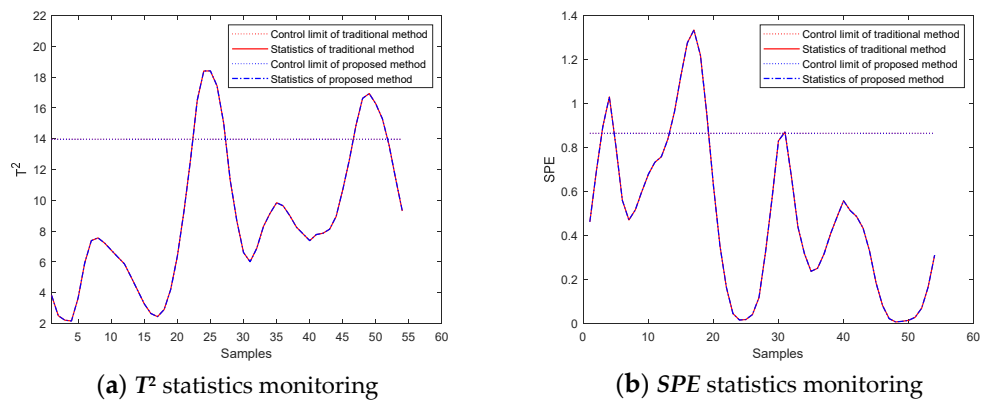 22
20
18
16
14
12
10
8
6
4
2
T²
5 10 15 20 25 30 35 40 45 50 55 60
Samples
Control limit of traditional method
Statistics of traditional method
Control limit of proposed method
Statistics of proposed method
(a) T² statistics monitoring
1.4
1.2
1
0.8
0.6
0.4
0.2
0
SPE
0 10 20 30 40 50 60
Samples
Control limit of traditional method
Statistics of traditional method
Control limit of proposed method
Statistics of proposed method
(b) SPE statistics monitoring